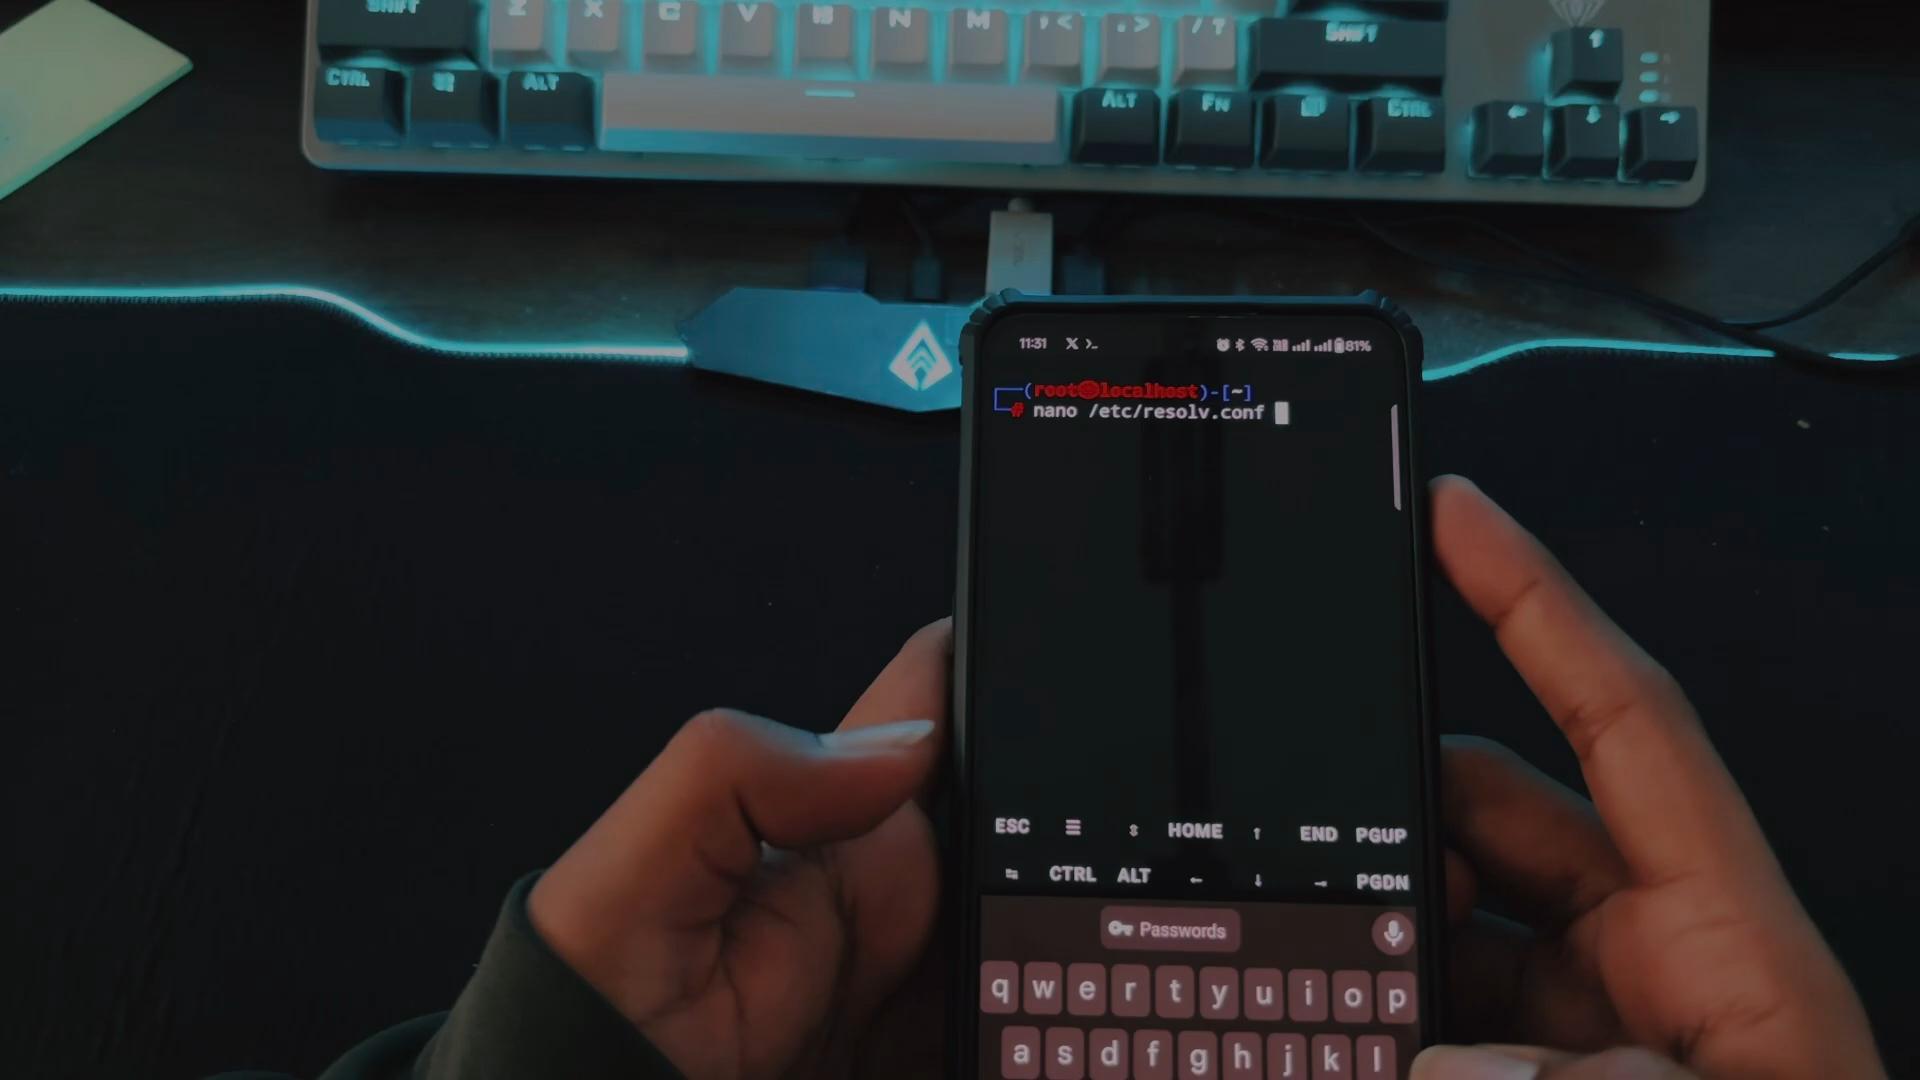 SHIFT Z X C V B N M , < . > / ? SHIFT ↑
CTRL ALT ALT FN CTRL ← ↓ →
11:31 X >_ 81%
┌──(root㉿localhost)-[~]
└─# nano /etc/resolv.conf
ESC ☰ ↕ HOME ↑ END PGUP
↹ CTRL ALT ← ↓ → PGDN
Passwords
q w e r t y u i o p
a s d f g h j k l